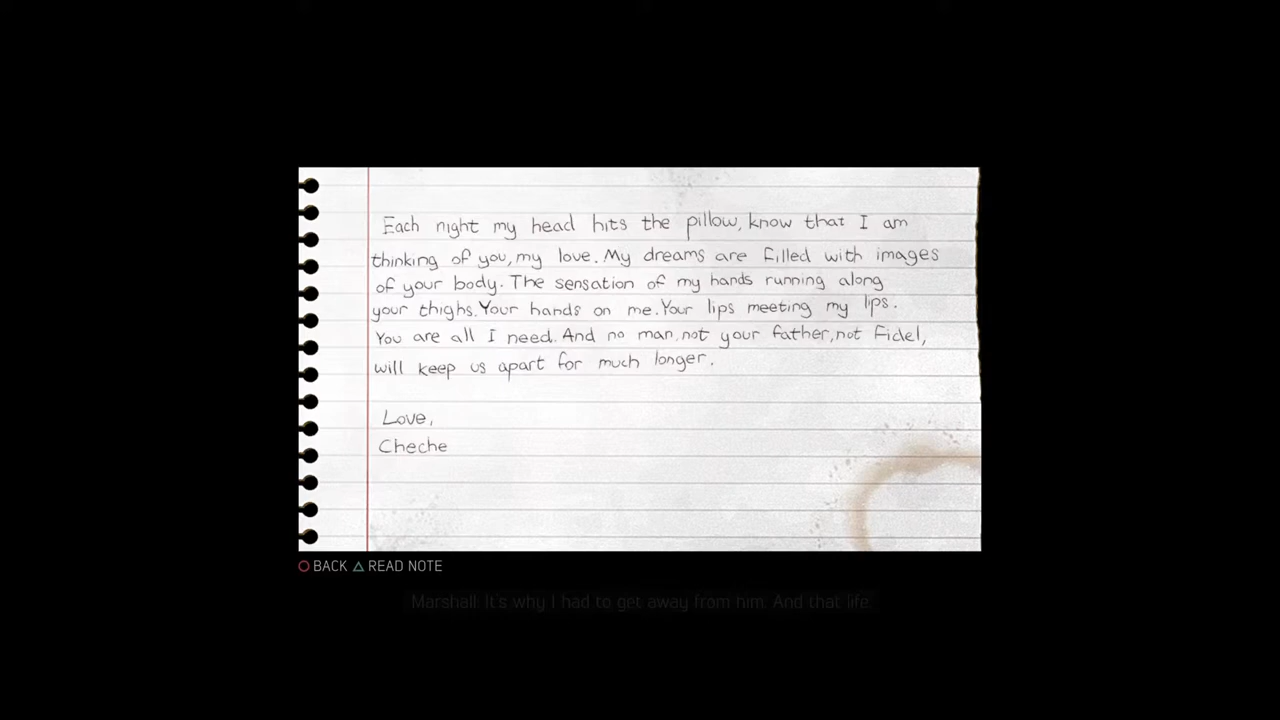 Each night my head hits the pillow, know that I am
thinking of you, my love. My dreams are filled with images
of your body. The sensation of my hands running along
your thighs. Your hands on me. Your lips meeting my lips.
You are all I need. And no man, not your father, not Fidel,
will keep us apart for much longer.
Love,
Cheche
BACK READ NOTE
Marshall: It's why I had to get away from him. And that life.